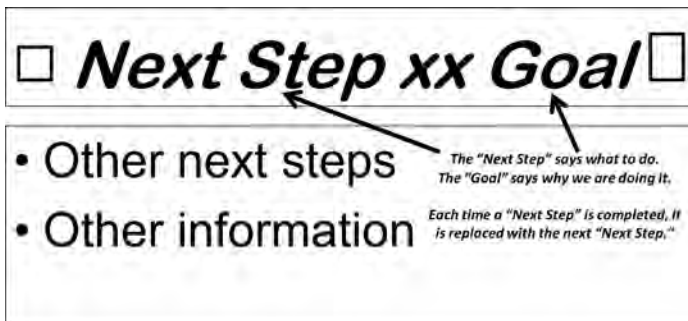 Next Step xx Goal
• Other next steps
• Other information
The "Next Step" says what to do.
The "Goal" says why we are doing it.
Each time a "Next Step" is completed, it
is replaced with the next "Next Step."